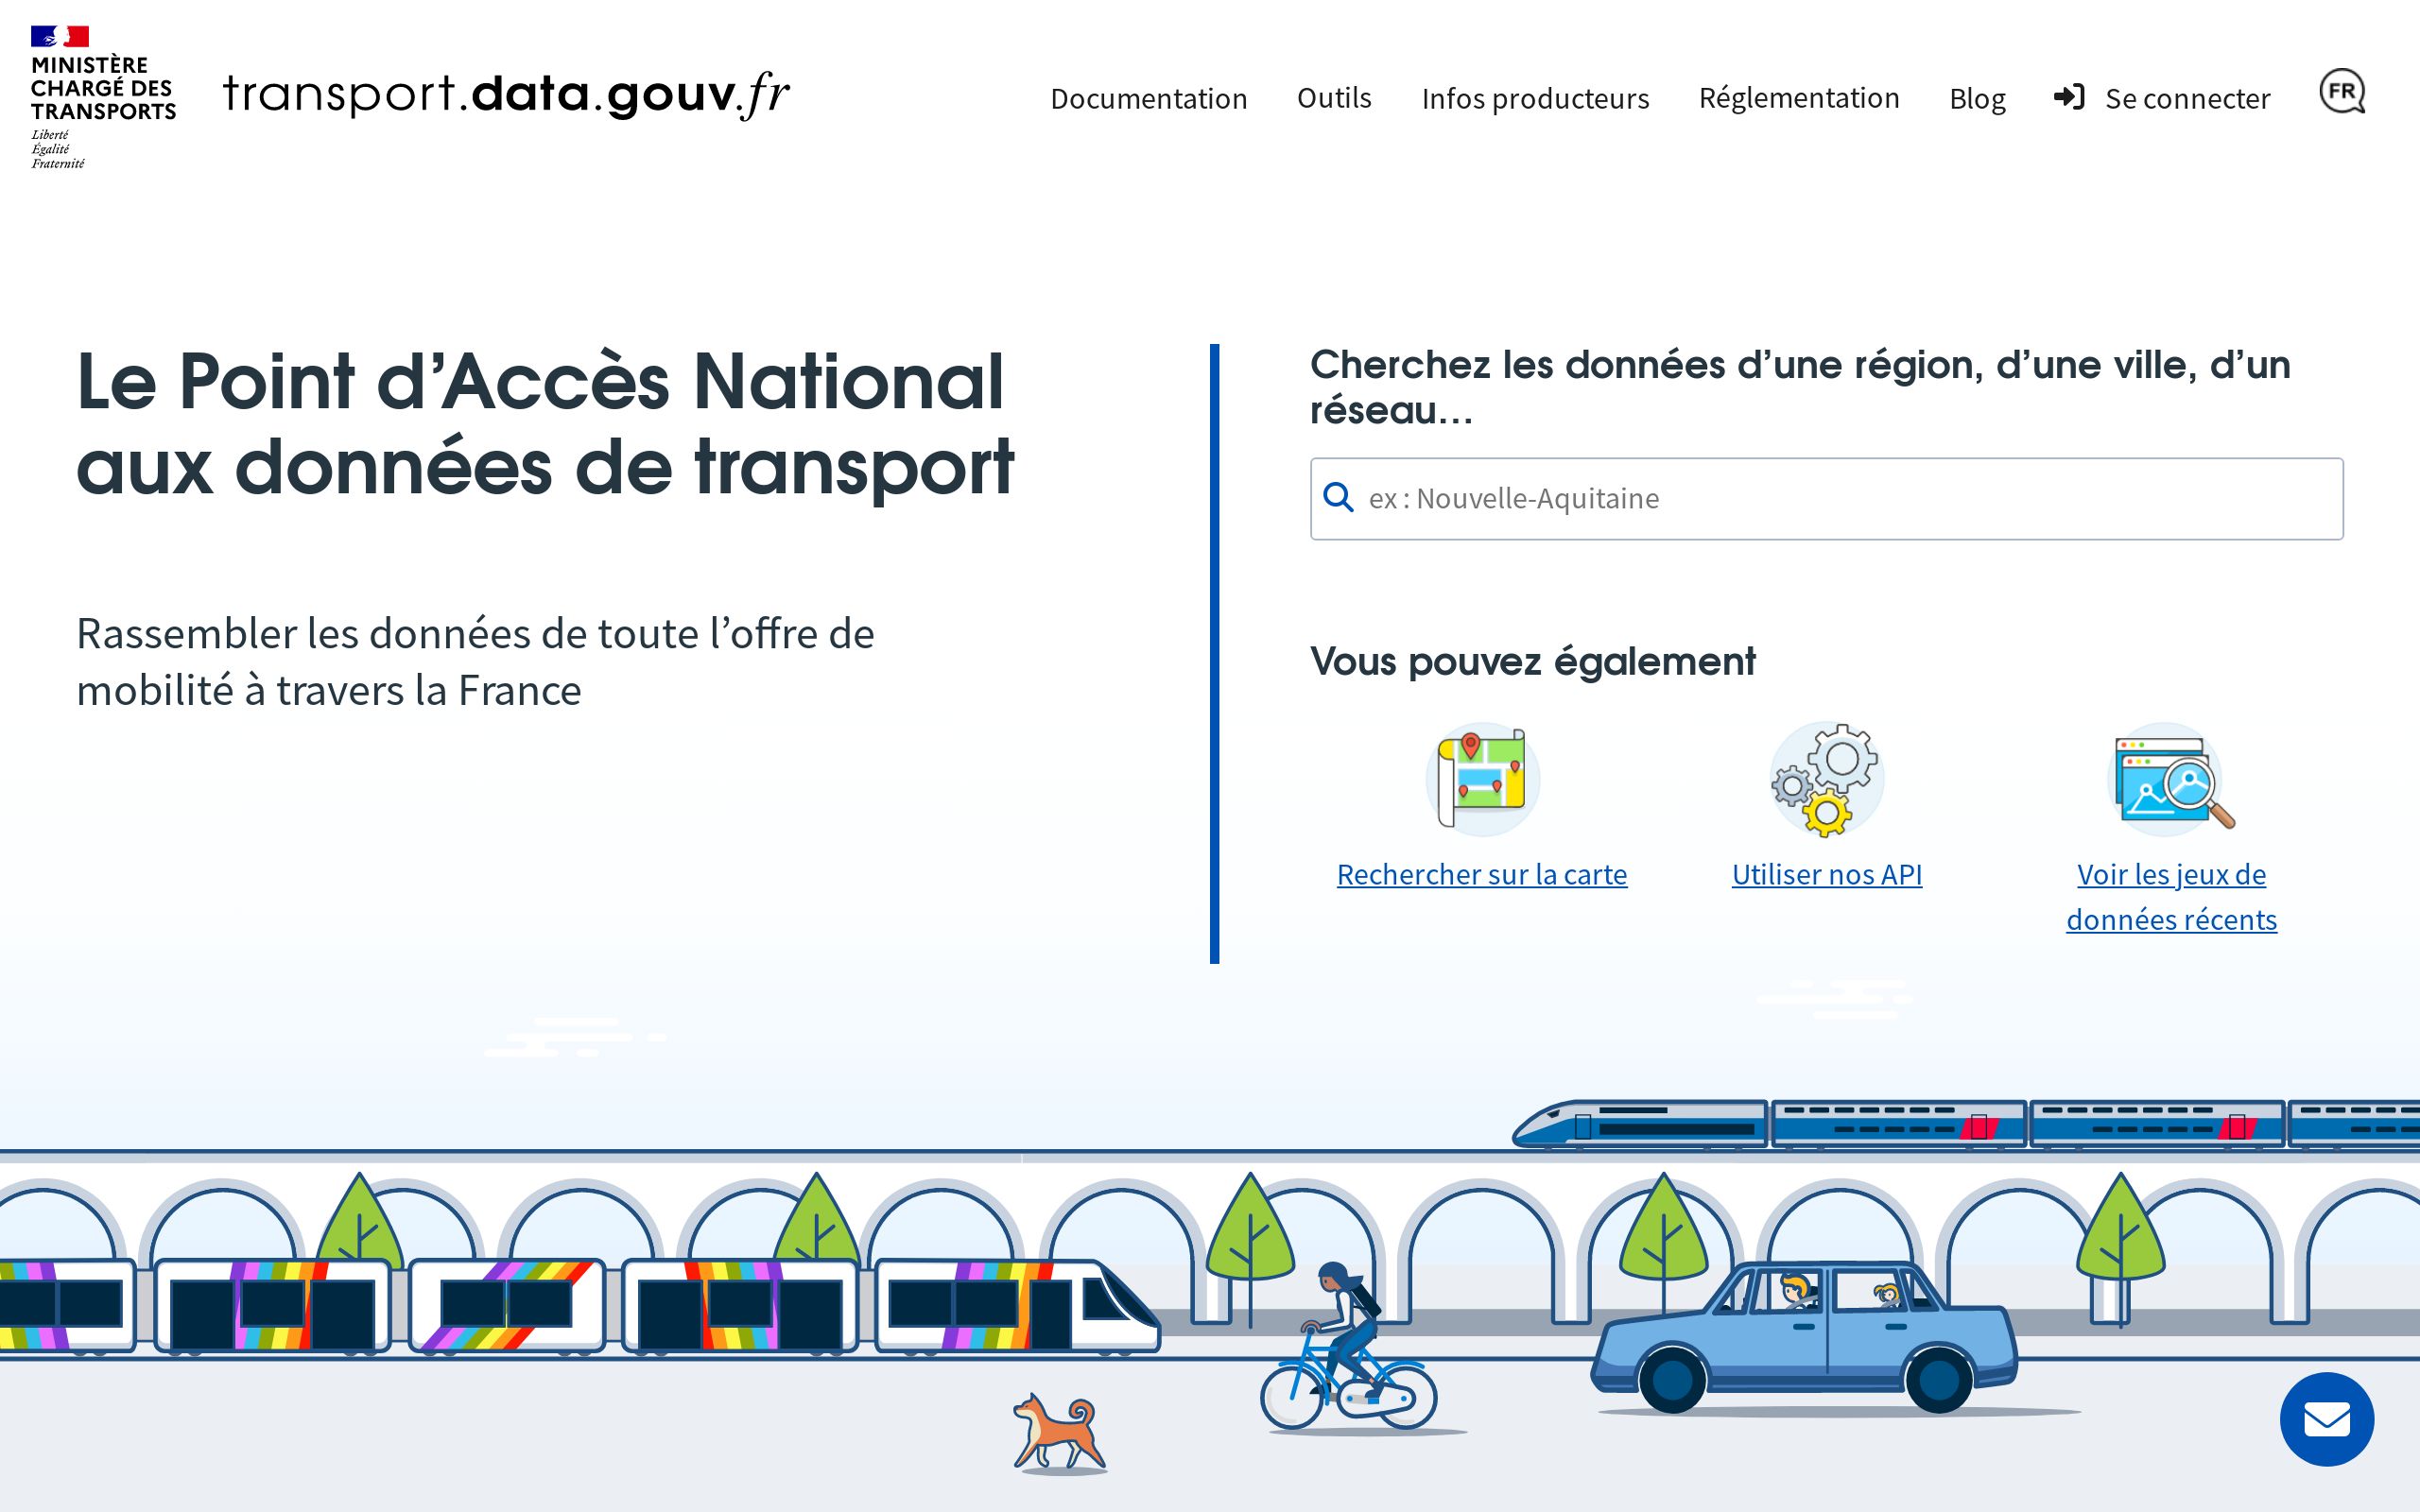 MINISTÈRE
CHARGÉ DES
TRANSPORTS
Liberté
Égalité
Fraternité
transport.data.gouv.fr
Documentation
Outils
Infos producteurs
Réglementation
Blog
Se connecter
FR
Le Point d’Accès National
aux données de transport
Rassembler les données de toute l’offre de
mobilité à travers la France
Cherchez les données d’une région, d’une ville, d’un
réseau…
ex : Nouvelle-Aquitaine
Vous pouvez également
Rechercher sur la carte
Utiliser nos API
Voir les jeux de
données récents